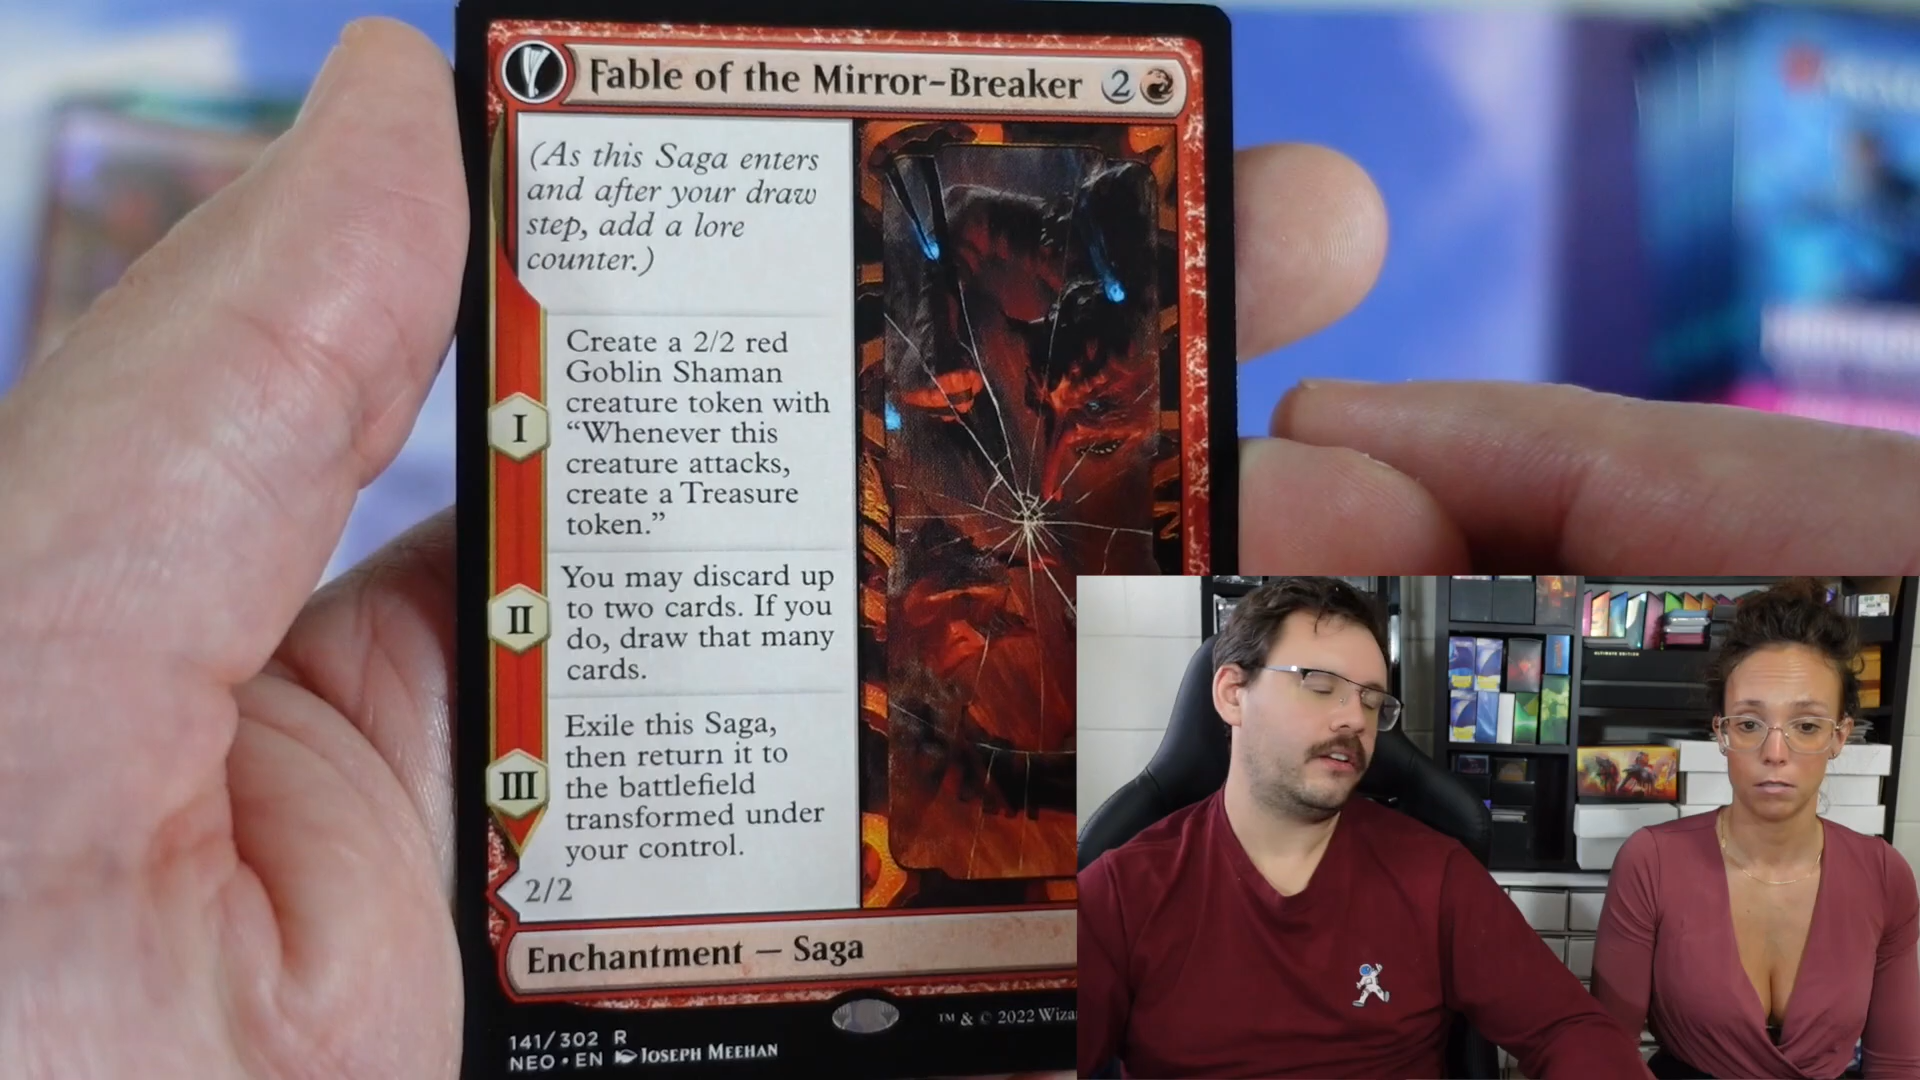 Fable of the Mirror-Breaker 2
(As this Saga enters
and after your draw
step, add a lore
counter.)
I
Create a 2/2 red
Goblin Shaman
creature token with
“Whenever this
creature attacks,
create a Treasure
token.”
II
You may discard up
to two cards. If you
do, draw that many
cards.
III
Exile this Saga,
then return it to
the battlefield
transformed under
your control.
2/2
Enchantment — Saga
141/302 R
NEO • EN Joseph Meehan
™ & © 2022
ULTIMATE EDITION